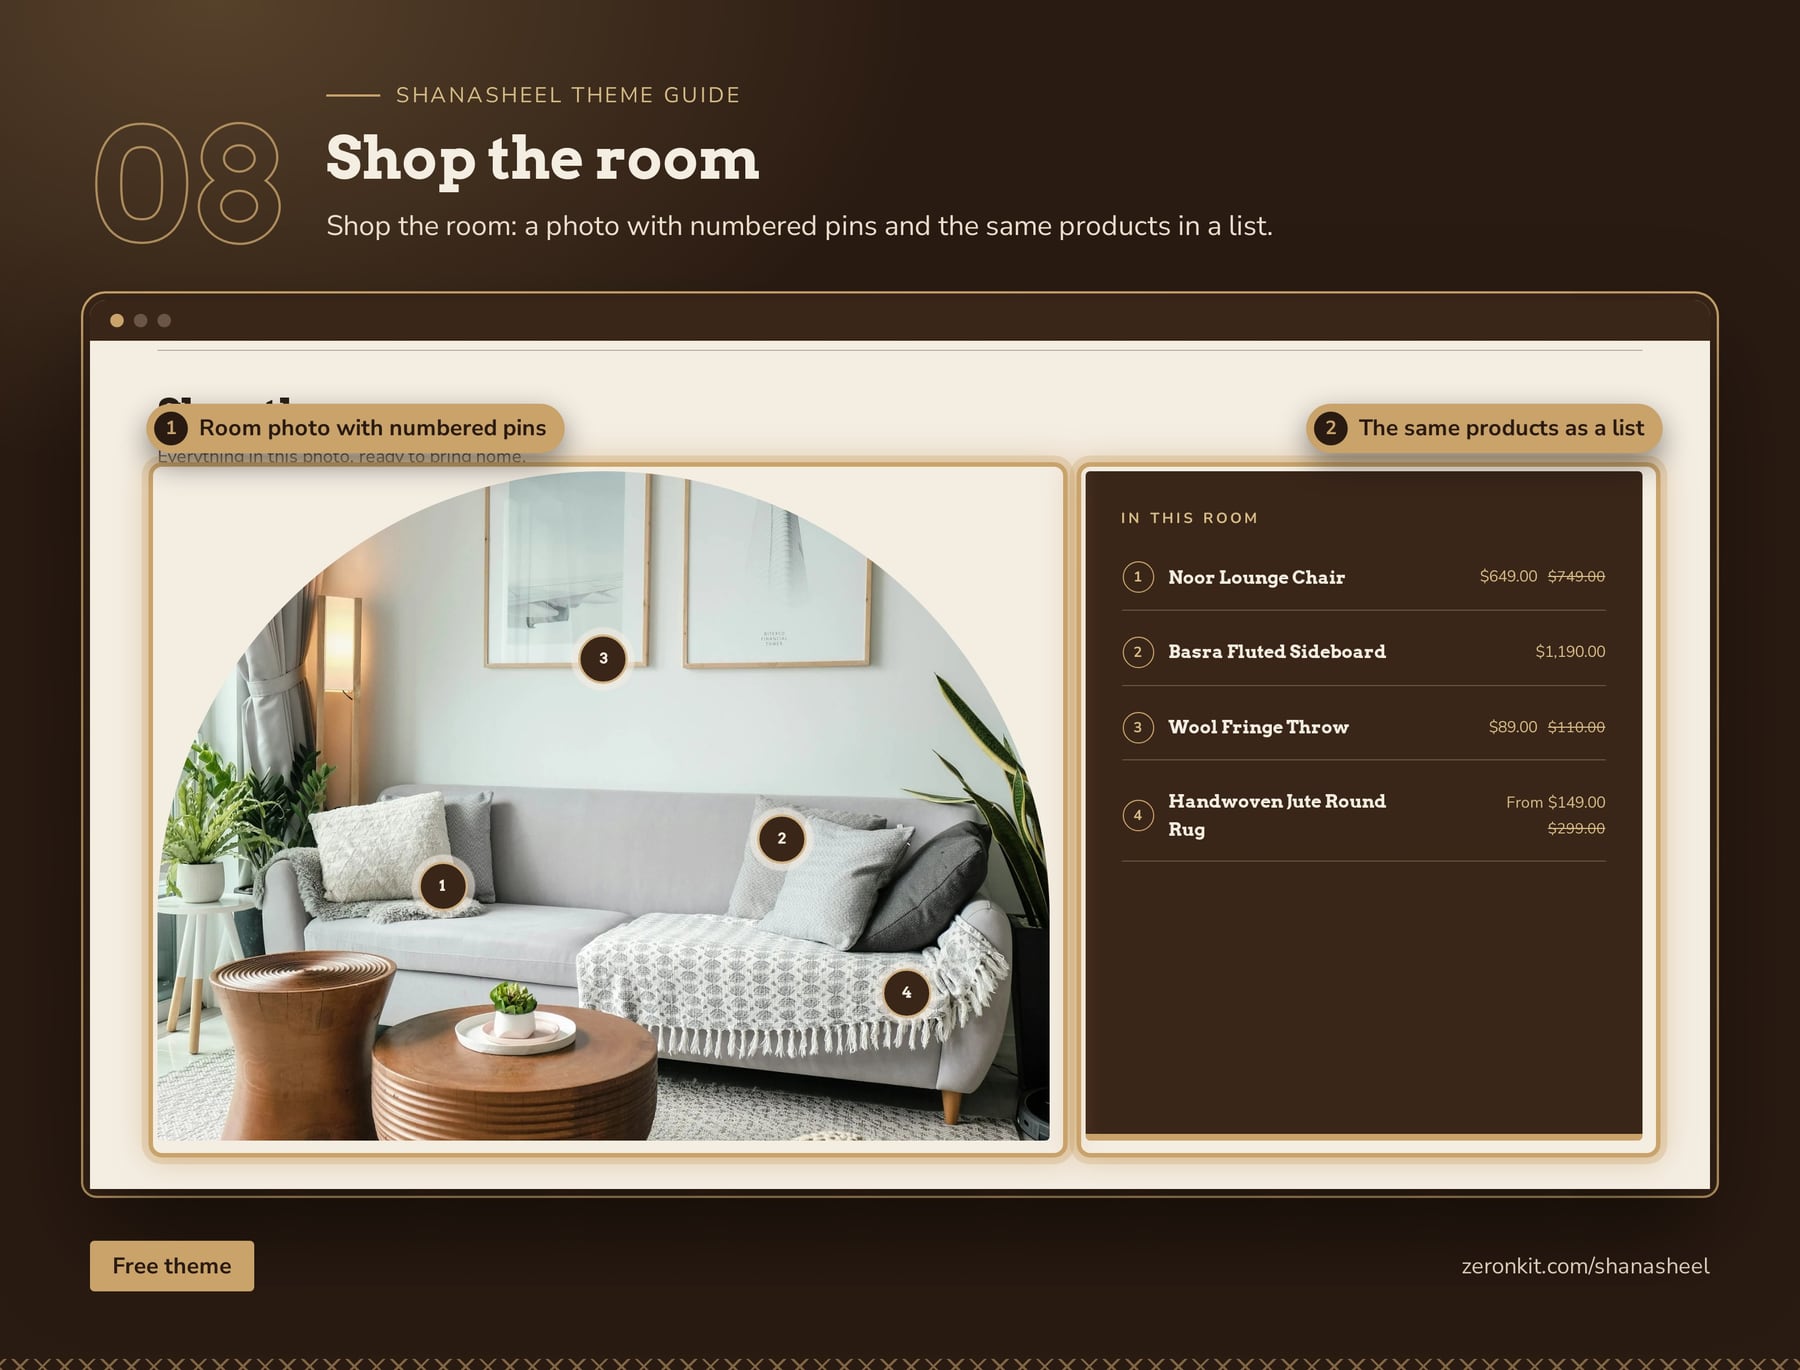 SHANASHEEL THEME GUIDE
08
Shop the room
Shop the room: a photo with numbered pins and the same products in a list.
1 Room photo with numbered pins
2 The same products as a list
Everything in this photo, ready to bring home.
3
2
1
4
IN THIS ROOM
1 Noor Lounge Chair $649.00 $749.00
2 Basra Fluted Sideboard $1,190.00
3 Wool Fringe Throw $89.00 $110.00
4 Handwoven Jute Round Rug From $149.00 $299.00
Free theme
zeronkit.com/shanasheel